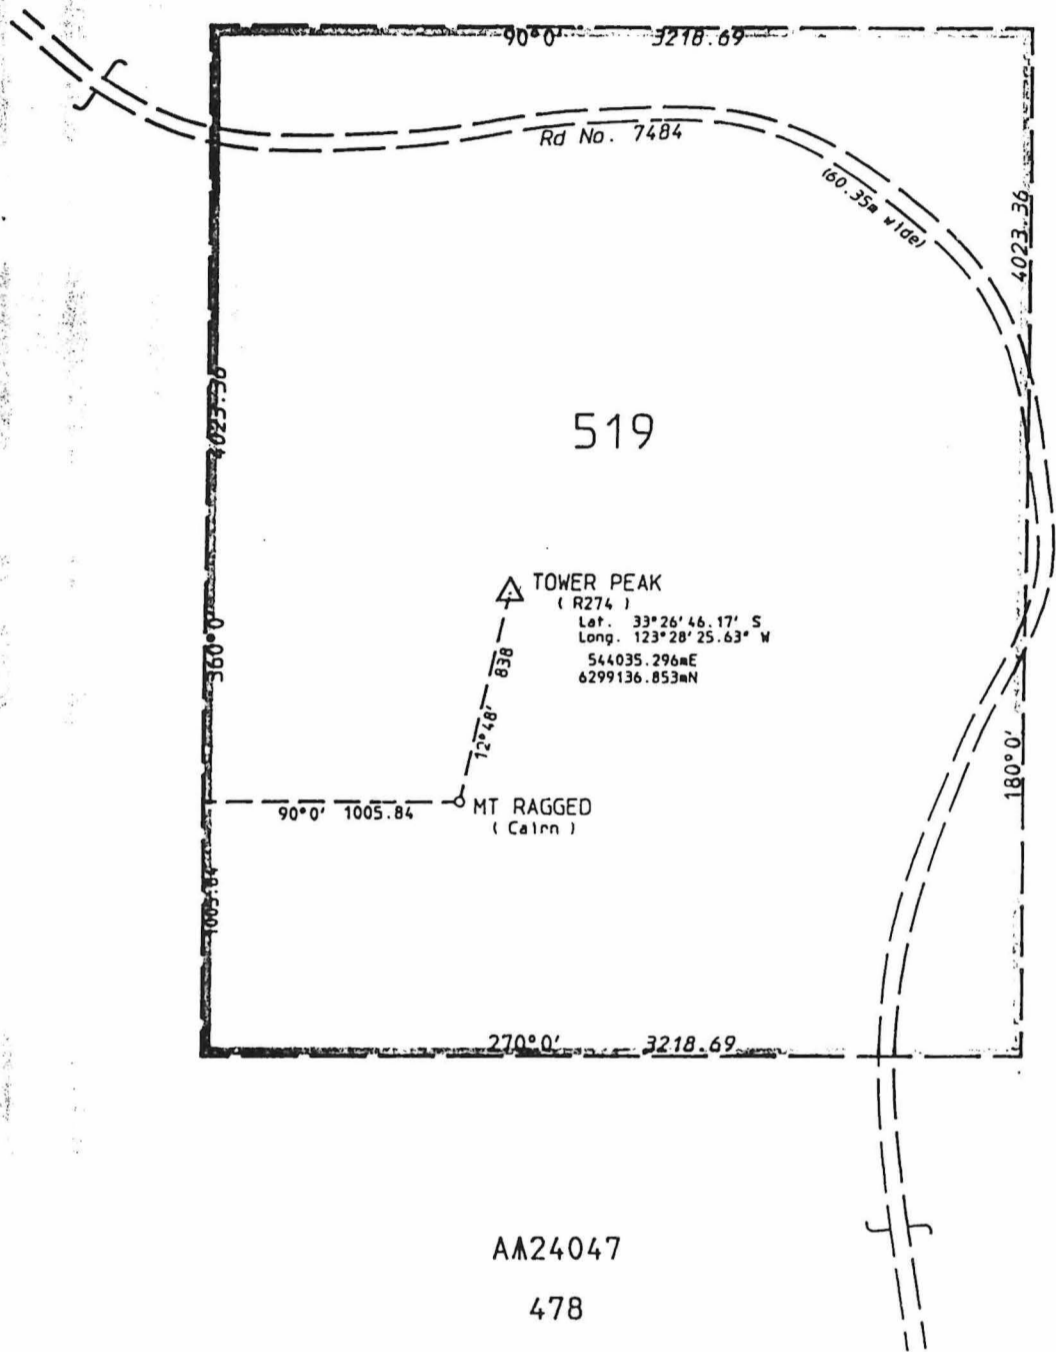 90°0' 3218.69
Rd No. 7484
(60.35m wide)
4023.36
4023.36
519
TOWER PEAK
( R274 )
Lat. 33°26'46.17' S
Long. 123°28'25.63" W
544035.296mE
6299136.853mN
838
12°48'
360°0'
180°0'
90°0' 1005.84
MT RAGGED
( Cairn )
1005.84
270°0' 3218.69
AA24047
478